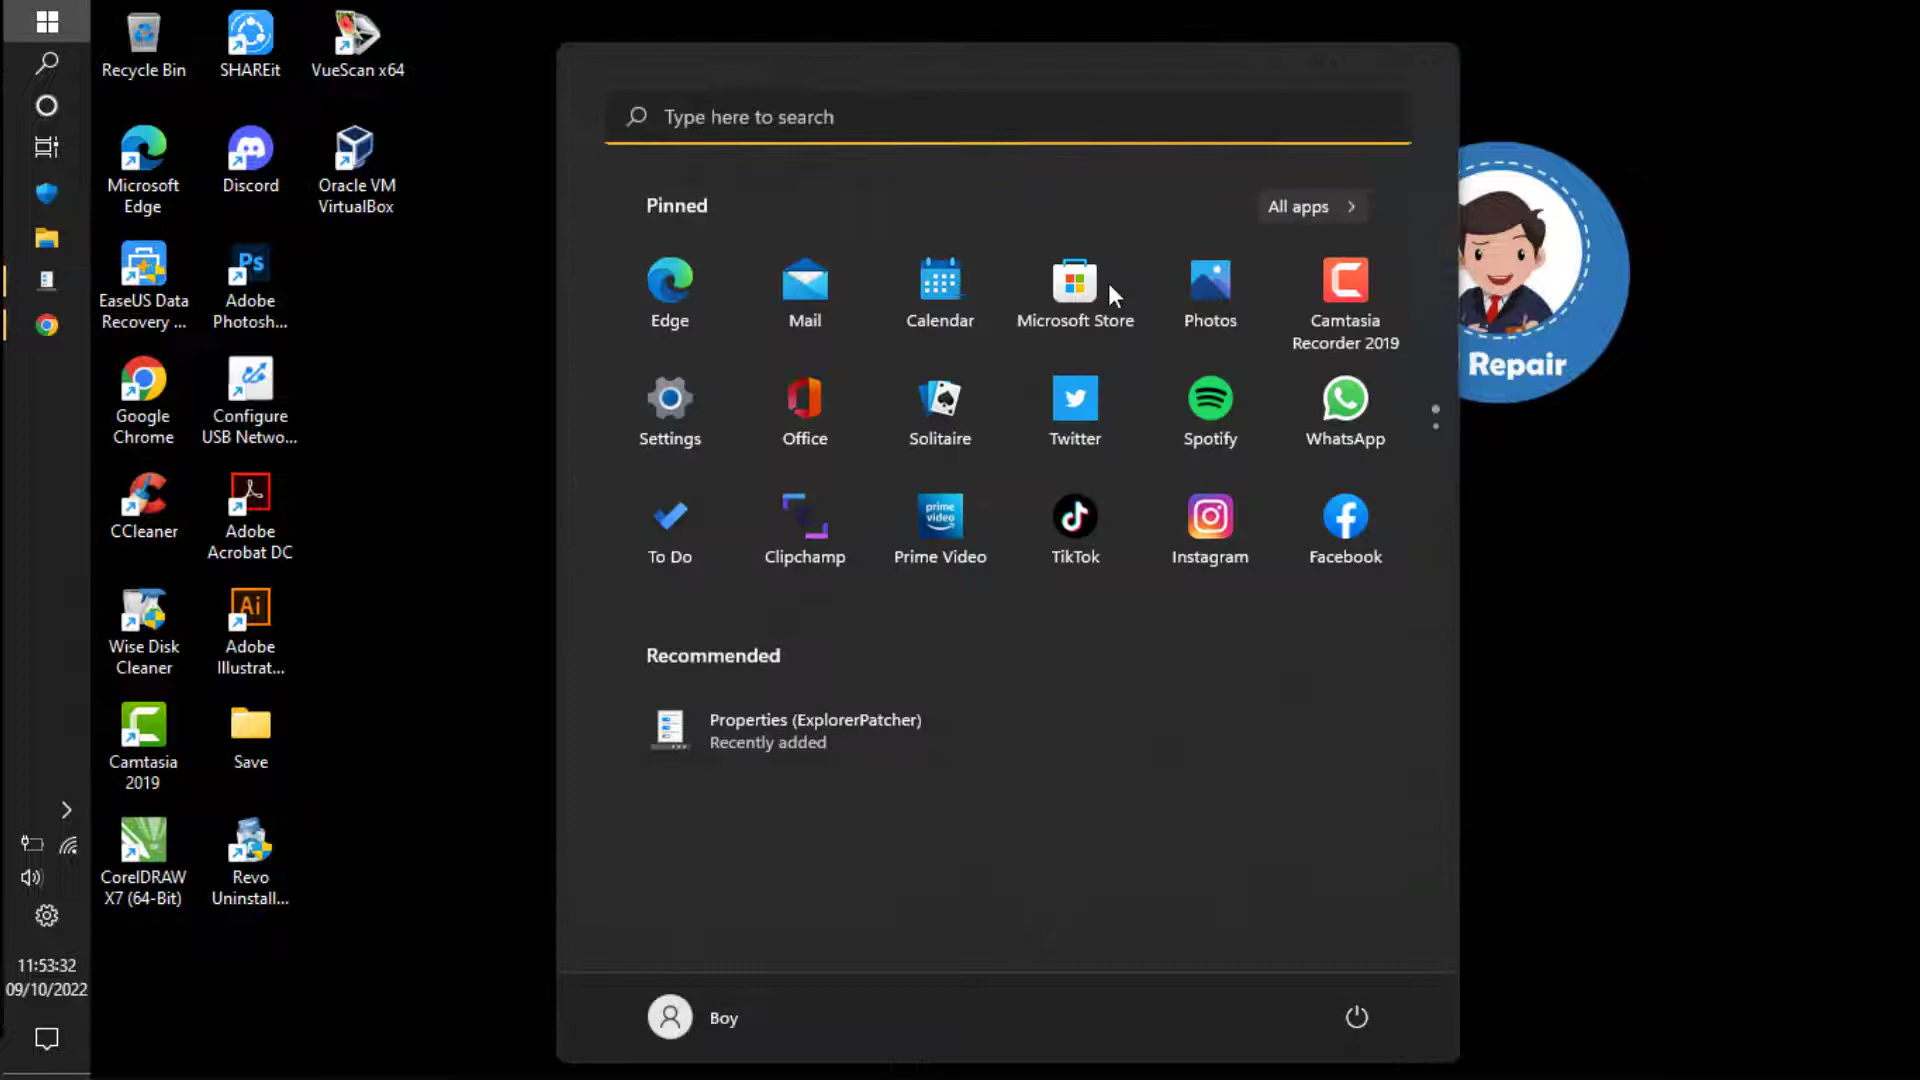 Recycle Bin
SHAREit
VueScan x64
Microsoft
Edge
Discord
Oracle VM
VirtualBox
EaseUS Data
Recovery ...
Adobe
Photosh...
Google
Chrome
Configure
USB Netwo...
CCleaner
Adobe
Acrobat DC
Wise Disk
Cleaner
Adobe
Illustrat...
Camtasia
2019
Save
CorelDRAW
X7 (64-Bit)
Revo
Uninstall...
11:53:32
09/10/2022
Type here to search
Pinned
All apps
Edge
Mail
Calendar
Microsoft Store
Photos
Camtasia
Recorder 2019
Settings
Office
Solitaire
Twitter
Spotify
WhatsApp
To Do
Clipchamp
prime
video
Prime Video
TikTok
Instagram
Facebook
Recommended
Properties (ExplorerPatcher)
Recently added
Boy
Repair
Ps
Ai